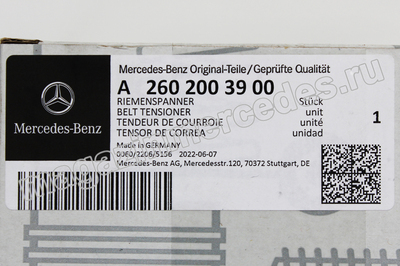 Mercedes-Benz Original-Teile/Geprüfte Qualität
A 260 200 39 00
RIEMENSPANNER Stück
BELT TENSIONER unit
TENDEUR DE COURROIE unité
TENSOR DE CORREA unidad
1
Made in GERMANY
0060/2206/5156 2022-06-07
Mercedes-Benz AG, Mercedesstr.120, 70372 Stuttgart, DE
Mercedes-Benz
magazinmercedes.ru